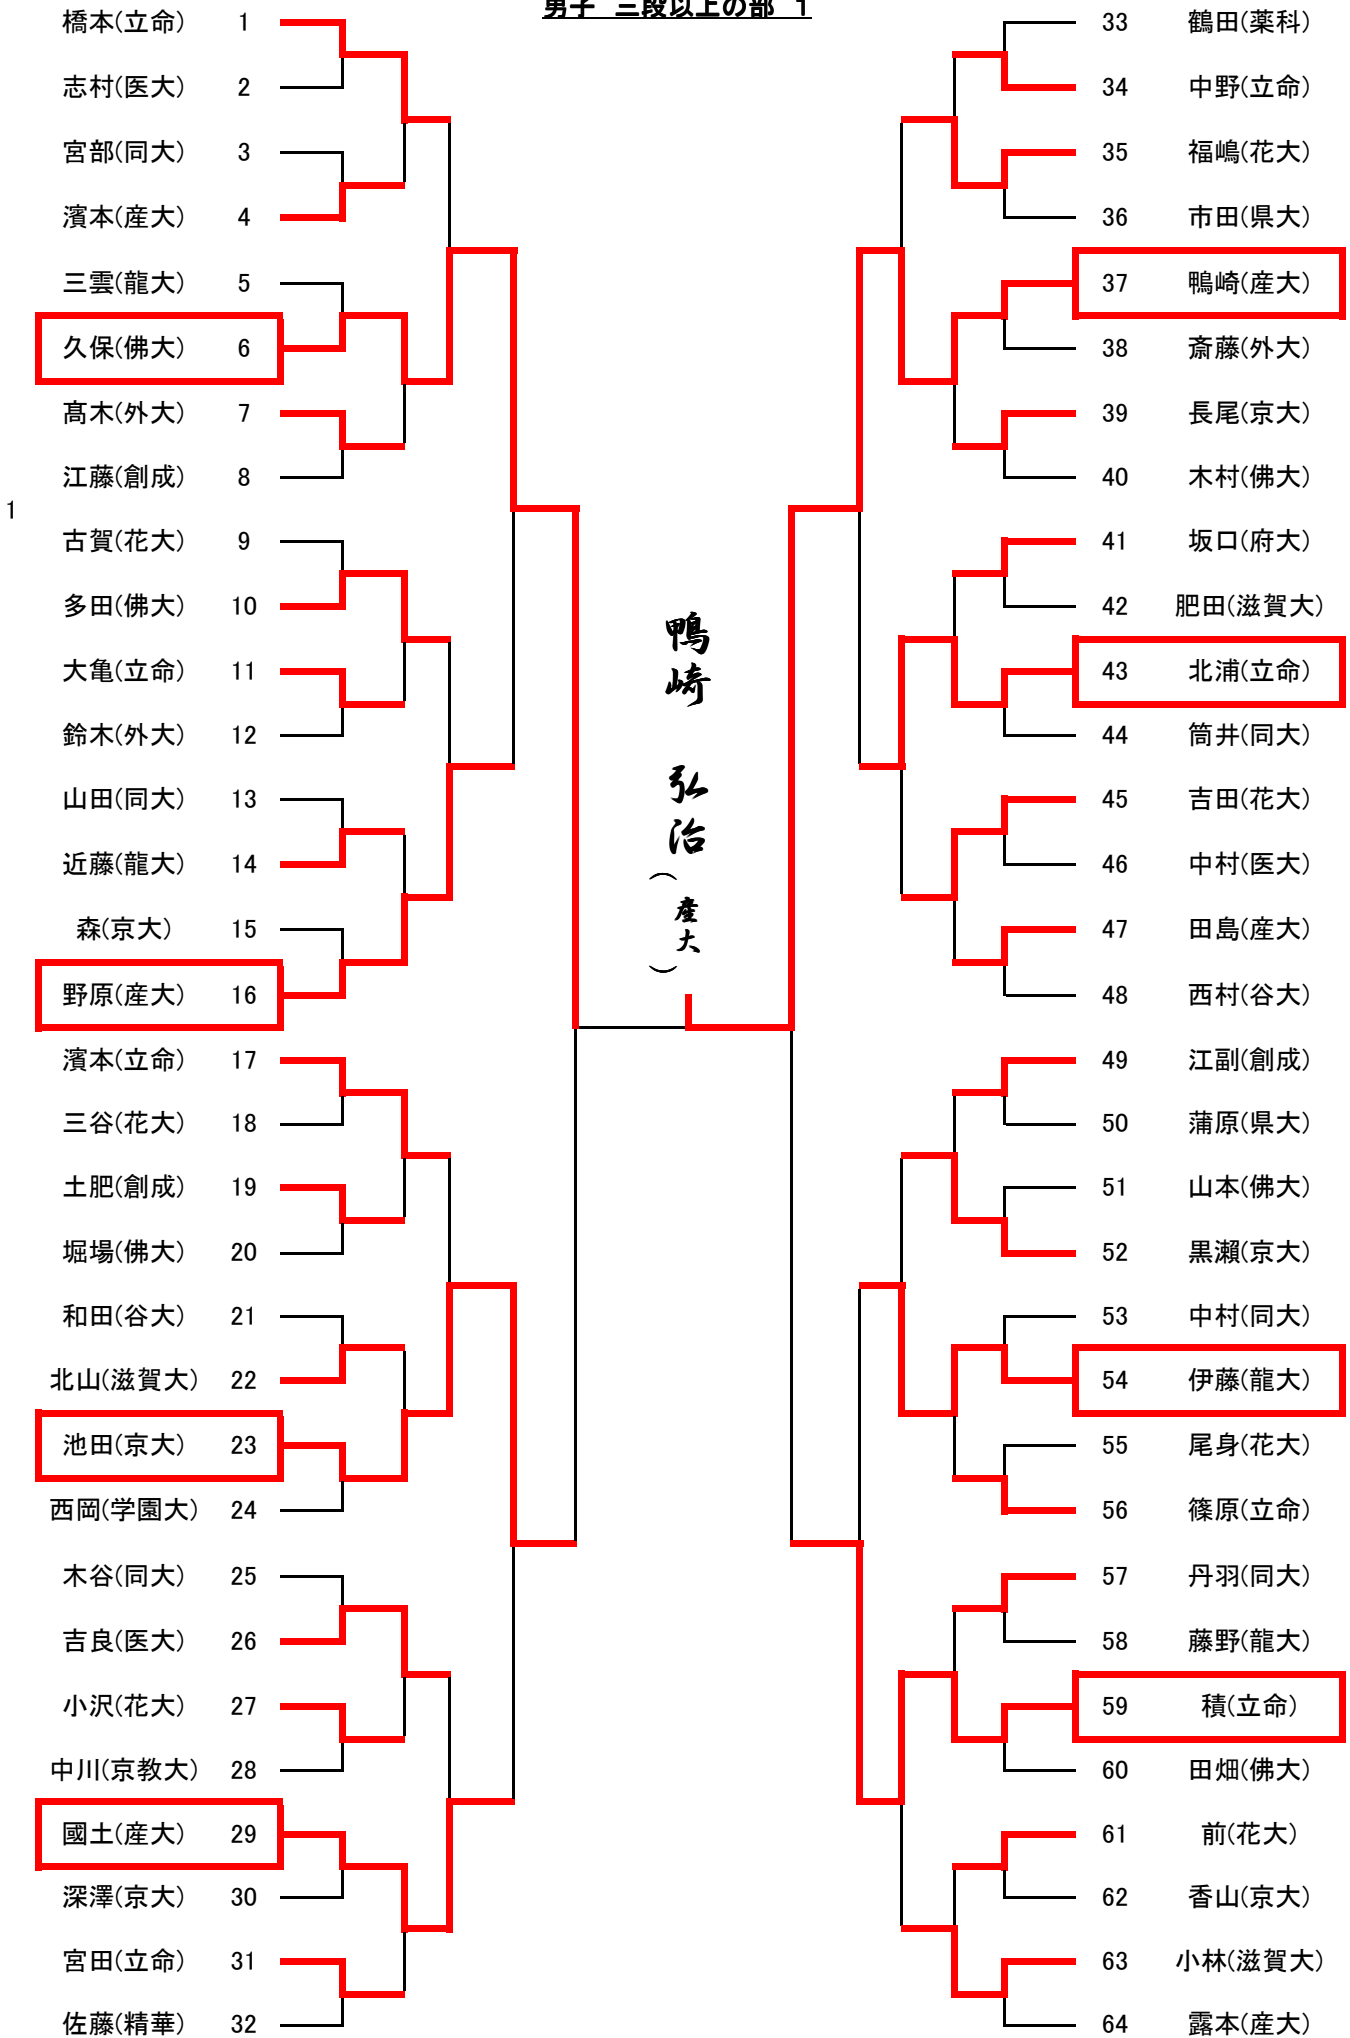 男子 三段以上の部 1
橋本(立命) 1
志村(医大) 2
宮部(同大) 3
濱本(産大) 4
三雲(龍大) 5
久保(佛大) 6
髙木(外大) 7
江藤(創成) 8
1
古賀(花大) 9
多田(佛大) 10
大亀(立命) 11
鈴木(外大) 12
山田(同大) 13
近藤(龍大) 14
森(京大) 15
野原(産大) 16
濱本(立命) 17
三谷(花大) 18
土肥(創成) 19
堀場(佛大) 20
和田(谷大) 21
北山(滋賀大) 22
池田(京大) 23
西岡(学園大) 24
木谷(同大) 25
吉良(医大) 26
小沢(花大) 27
中川(京教大) 28
國土(産大) 29
深澤(京大) 30
宮田(立命) 31
佐藤(精華) 32
鴨崎 弘治(産大)
33 鶴田(薬科)
34 中野(立命)
35 福嶋(花大)
36 市田(県大)
37 鴨崎(産大)
38 斎藤(外大)
39 長尾(京大)
40 木村(佛大)
41 坂口(府大)
42 肥田(滋賀大)
43 北浦(立命)
44 筒井(同大)
45 吉田(花大)
46 中村(医大)
47 田島(産大)
48 西村(谷大)
49 江副(創成)
50 蒲原(県大)
51 山本(佛大)
52 黒瀨(京大)
53 中村(同大)
54 伊藤(龍大)
55 尾身(花大)
56 篠原(立命)
57 丹羽(同大)
58 藤野(龍大)
59 積(立命)
60 田畑(佛大)
61 前(花大)
62 香山(京大)
63 小林(滋賀大)
64 露本(産大)